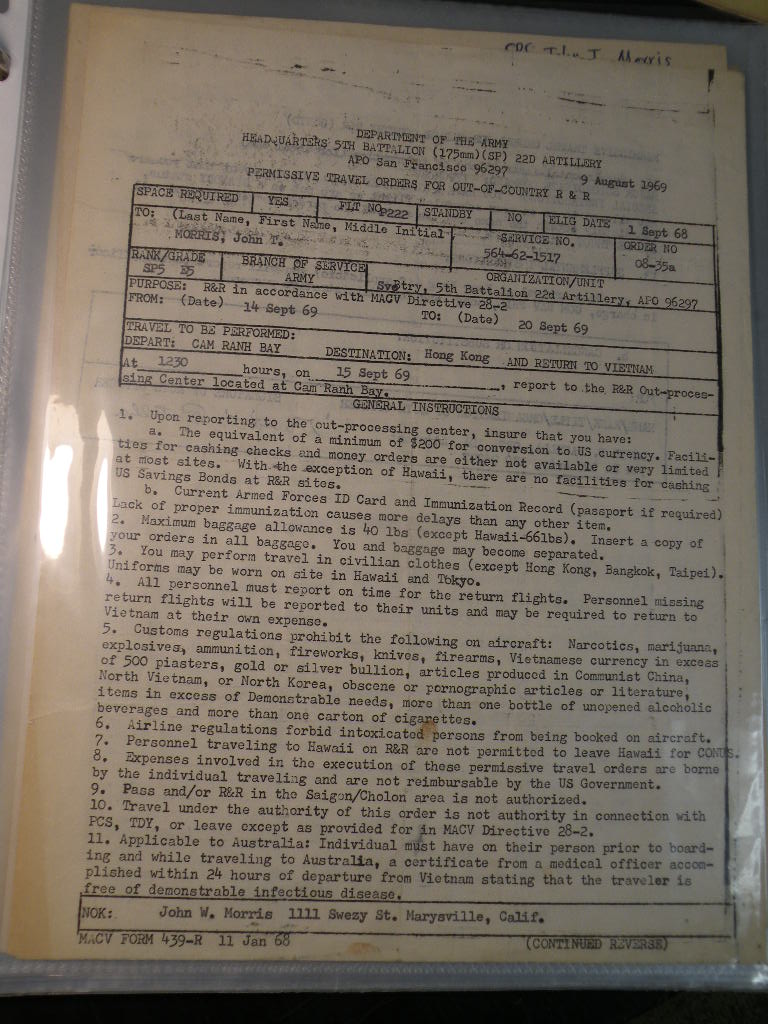 Morris
DEPARTMENT OF THE ARMY
HEADQUARTERS 5TH BATTALION (175mm)(SP) 22D ARTILLERY
APO San Francisco 96297
9 August 1969
PERMISSIVE TRAVEL ORDERS FOR OUT-OF-COUNTRY R & R
SPACE REQUIRED YES FLT NO P222 STANDBY NO ELIG DATE 1 Sept 68
TO: (Last Name, First Name, Middle Initial SERVICE NO. ORDER NO
MORRIS, John T. 564-62-1517 08-35a
RANK/GRADE BRANCH OF SERVICE ORGANIZATION/UNIT
SP5 E5 ARMY SvcBtry, 5th Battalion 22d Artillery, APO 96297
PURPOSE: R&R in accordance with MACV Directive 28-2
FROM: (Date) 14 Sept 69 TO: (Date) 20 Sept 69
TRAVEL TO BE PERFORMED:
DEPART: CAM RANH BAY DESTINATION: Hong Kong AND RETURN TO VIETNAM
At 1230 hours, on 15 Sept 69 , report to the R&R Out-proces-
sing Center located at Cam Ranh Bay.
GENERAL INSTRUCTIONS
1. Upon reporting to the out-processing center, insure that you have:
a. The equivalent of a minimum of $200 for conversion to US currency. Facili-
ties for cashing checks and money orders are either not available or very limited
at most sites. With the exception of Hawaii, there are no facilities for cashing
US Savings Bonds at R&R sites.
b. Current Armed Forces ID Card and Immunization Record (passport if required)
Lack of proper immunization causes more delays than any other item.
2. Maximum baggage allowance is 40 lbs (except Hawaii-66lbs). Insert a copy of
your orders in all baggage. You and baggage may become separated.
3. You may perform travel in civilian clothes (except Hong Kong, Bangkok, Taipei).
Uniforms may be worn on site in Hawaii and Tokyo.
4. All personnel must report on time for the return flights. Personnel missing
return flights will be reported to their units and may be required to return to
Vietnam at their own expense.
5. Customs regulations prohibit the following on aircraft: Narcotics, marijuana,
explosives, ammunition, fireworks, knives, firearms, Vietnamese currency in excess
of 500 piasters, gold or silver bullion, articles produced in Communist China,
North Vietnam, or North Korea, obscene or pornographic articles or literature,
items in excess of Demonstrable needs, more than one bottle of unopened alcoholic
beverages and more than one carton of cigarettes.
6. Airline regulations forbid intoxicated persons from being booked on aircraft.
7. Personnel traveling to Hawaii on R&R are not permitted to leave Hawaii for CONUS.
8. Expenses involved in the execution of these permissive travel orders are borne
by the individual traveling and are not reimbursable by the US Government.
9. Pass and/or R&R in the Saigon/Cholon area is not authorized.
10. Travel under the authority of this order is not authority in connection with
PCS, TDY, or leave except as provided for in MACV Directive 28-2.
11. Applicable to Australia: Individual must have on their person prior to board-
ing and while traveling to Australia, a certificate from a medical officer accom-
plished within 24 hours of departure from Vietnam stating that the traveler is
free of demonstrable infectious disease.
NOK: John W. Morris 1111 Swezy St. Marysville, Calif.
MACV FORM 439-R 11 Jan 68 (CONTINUED REVERSE)